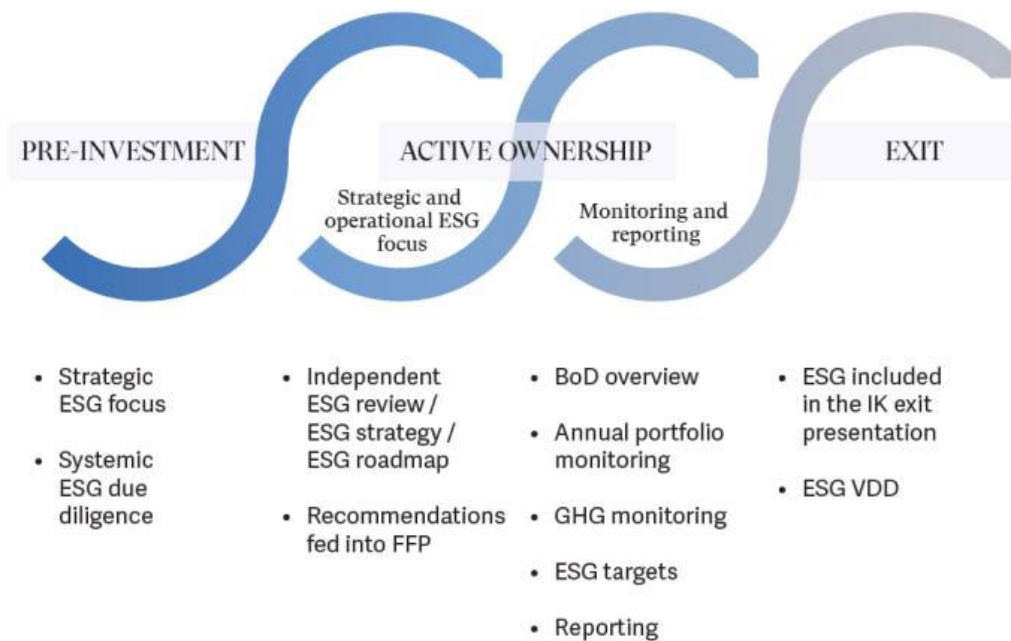 PRE-INVESTMENT
ACTIVE OWNERSHIP
EXIT
Strategic and
operational ESG
focus
Monitoring and
reporting
• Strategic
ESG focus
• Systemic
ESG due
diligence
• Independent
ESG review /
ESG strategy /
ESG roadmap
• Recommendations
fed into FFP
• BoD overview
• Annual portfolio
monitoring
• GHG monitoring
• ESG targets
• Reporting
• ESG included
in the IK exit
presentation
• ESG VDD